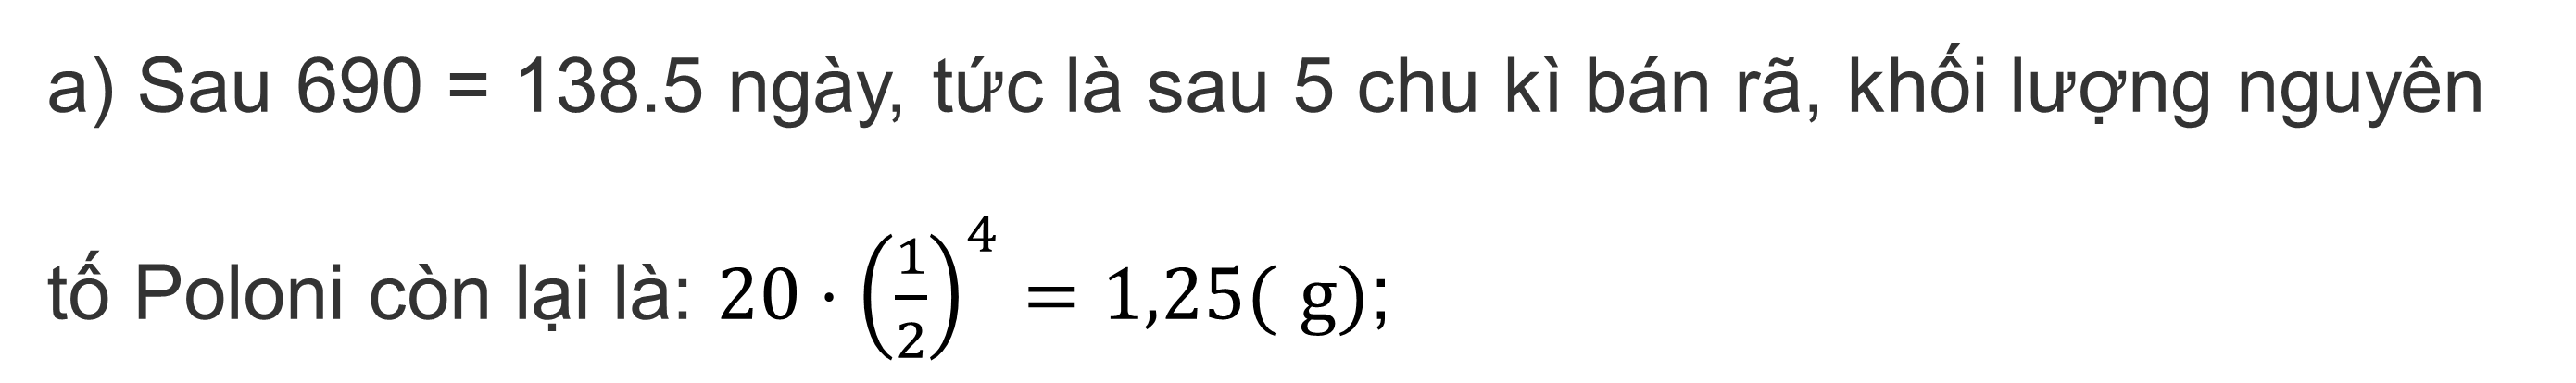 a) Sau 690 = 138.5 ngày, tức là sau 5 chu kì bán rã, khối lượng nguyên
tố Poloni còn lại là: 20 · (1/2)^4 = 1,25( g);